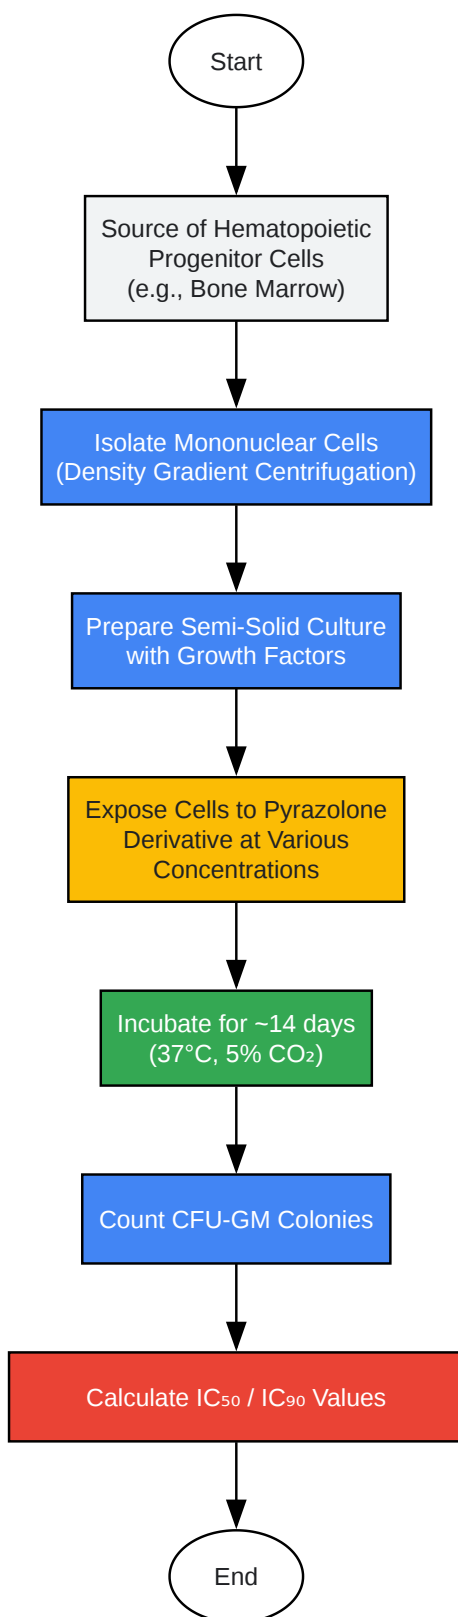 Start
Source of Hematopoietic
Progenitor Cells
(e.g., Bone Marrow)
Isolate Mononuclear Cells
(Density Gradient Centrifugation)
Prepare Semi-Solid Culture
with Growth Factors
Expose Cells to Pyrazolone
Derivative at Various
Concentrations
Incubate for ~14 days
(37°C, 5% CO₂)
Count CFU-GM Colonies
Calculate IC₅₀ / IC₉₀ Values
End